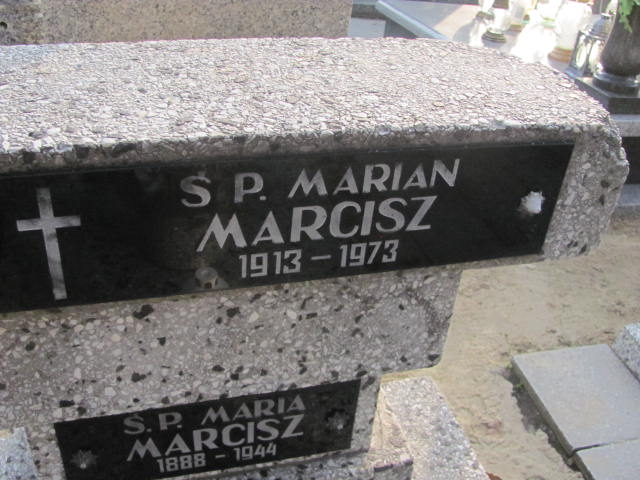 Ś P. MARIAN
MARCISZ
1913 – 1973
Ś.P. MARIA
MARCISZ
1888 - 1944